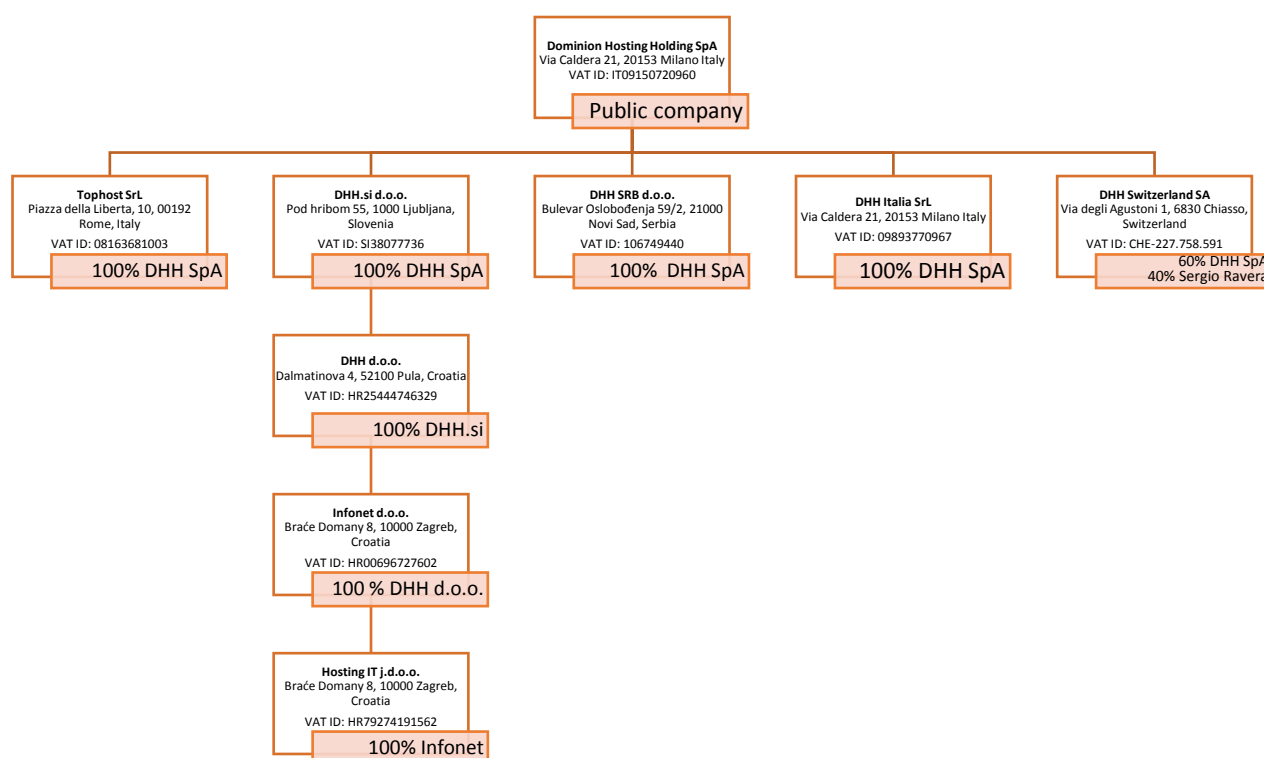 Dominion Hosting Holding SpA
Via Caldera 21, 20153 Milano Italy
VAT ID: IT09150720960
Public company
Tophost SrL
Piazza della Liberta, 10, 00192
Rome, Italy
VAT ID: 08163681003
100% DHH SpA
DHH.si d.o.o.
Pod hribom 55, 1000 Ljubljana,
Slovenia
VAT ID: SI38077736
100% DHH SpA
DHH SRB d.o.o.
Bulevar Oslobođenja 59/2, 21000
Novi Sad, Serbia
VAT ID: 106749440
100% DHH SpA
DHH Italia SrL
Via Caldera 21, 20153 Milano Italy
VAT ID: 09893770967
100% DHH SpA
DHH Switzerland SA
Via degli Agustoni 1, 6830 Chiasso,
Switzerland
VAT ID: CHE-227.758.591
60% DHH SpA
40% Sergio Ravera
DHH d.o.o.
Dalmatinova 4, 52100 Pula, Croatia
VAT ID: HR25444746329
100% DHH.si
Infonet d.o.o.
Braće Domany 8, 10000 Zagreb,
Croatia
VAT ID: HR00696727602
100 % DHH d.o.o.
Hosting IT j.d.o.o.
Braće Domany 8, 10000 Zagreb,
Croatia
VAT ID: HR79274191562
100% Infonet